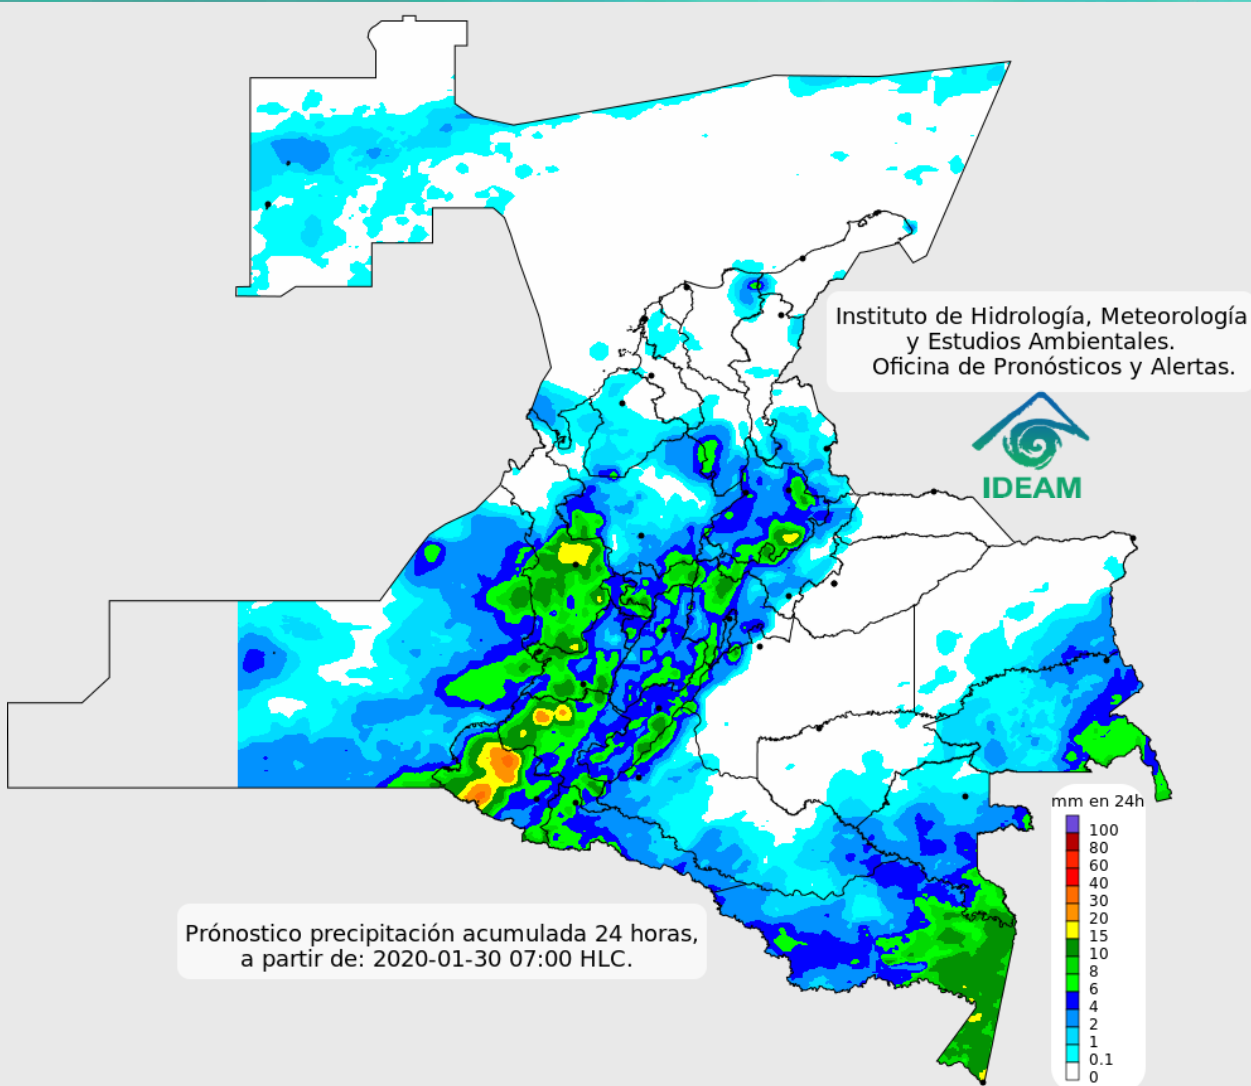 Instituto de Hidrología, Meteorología
y Estudios Ambientales.
Oficina de Pronósticos y Alertas.
IDEAM
mm en 24h
100
80
60
40
30
20
15
10
8
6
4
2
1
0.1
0
Prónostico precipitación acumulada 24 horas,
a partir de: 2020-01-30 07:00 HLC.